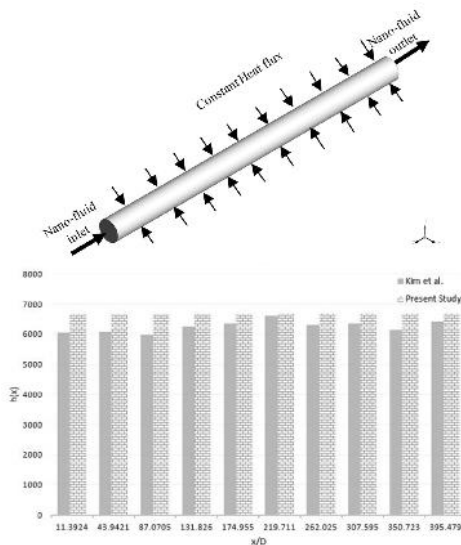 Nano-fluid
outlet
Constant Heat flux
Nano-fluid
inlet
8000
7000
6000
5000
4000
3000
2000
1000
0
h(x)
Kim et al.
Present Study
11.3924 43.9421 87.0705 131.826 174.955 219.711 262.025 307.595 350.723 395.479
x/D